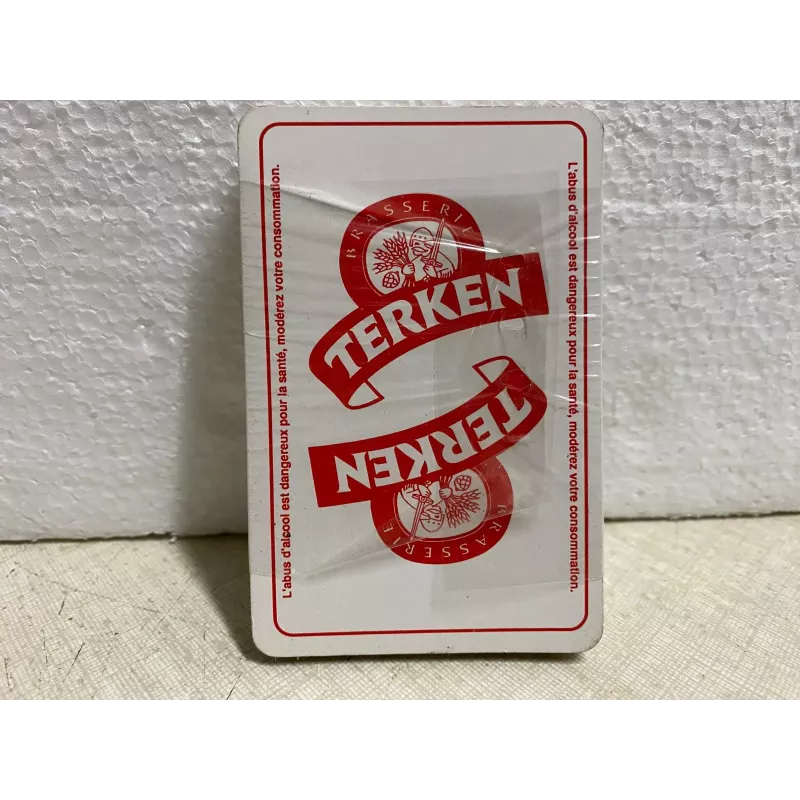 L'abus d'alcool est dangereux pour la santé, modérez votre consommation.
BRASSERIE
TERKEN
TERKEN
BRASSERIE
L'abus d'alcool est dangereux pour la santé, modérez votre consommation.